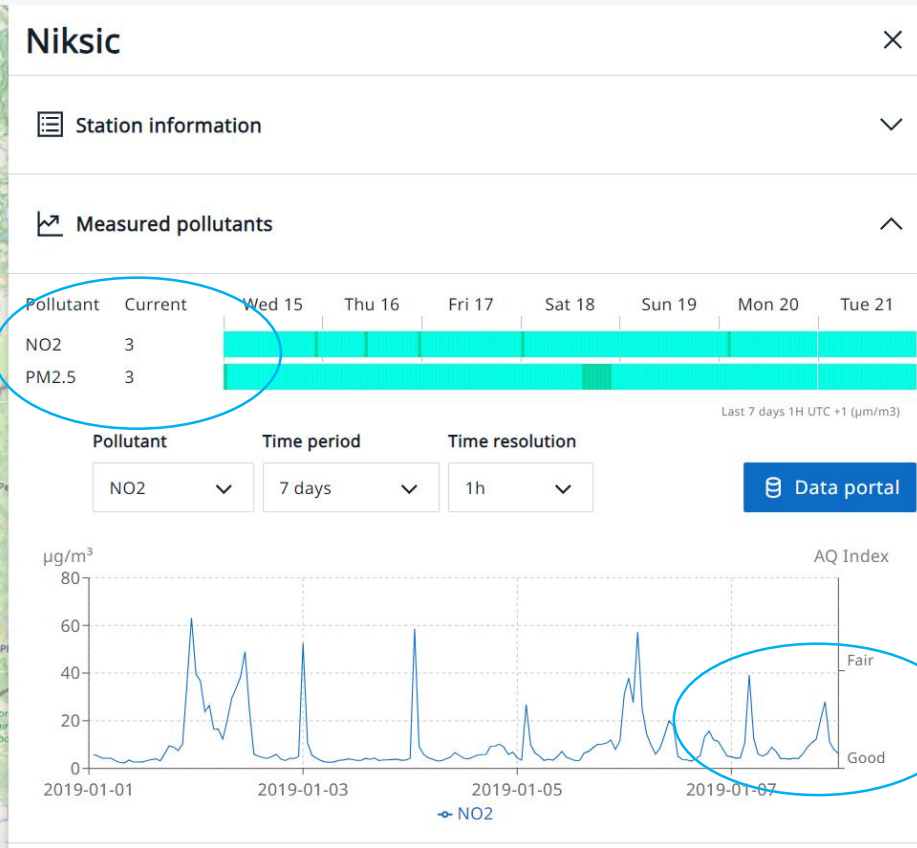 Niksic
Station information
Measured pollutants
Pollutant Current Wed 15 Thu 16 Fri 17 Sat 18 Sun 19 Mon 20 Tue 21
NO2 3
PM2.5 3
Last 7 days 1H UTC +1 (µm/m3)
Pollutant Time period Time resolution
NO2 7 days 1h Data portal
µg/m³ AQ Index
80
60
Fair
40
20
Good
0
2019-01-01 2019-01-03 2019-01-05 2019-01-07
NO2